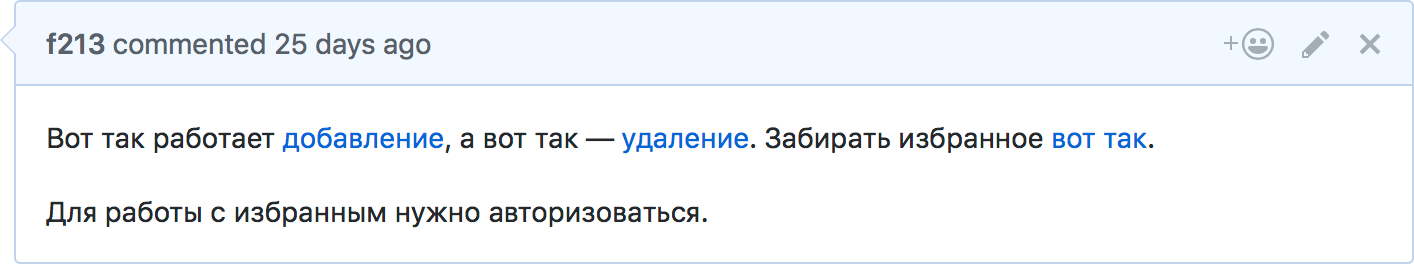 f213 commented 25 days ago
Вот так работает добавление, а вот так — удаление. Забирать избранное вот так.
Для работы с избранным нужно авторизоваться.